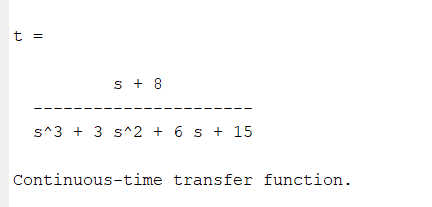 t =
s + 8
----------------------
s^3 + 3 s^2 + 6 s + 15
Continuous-time transfer function.